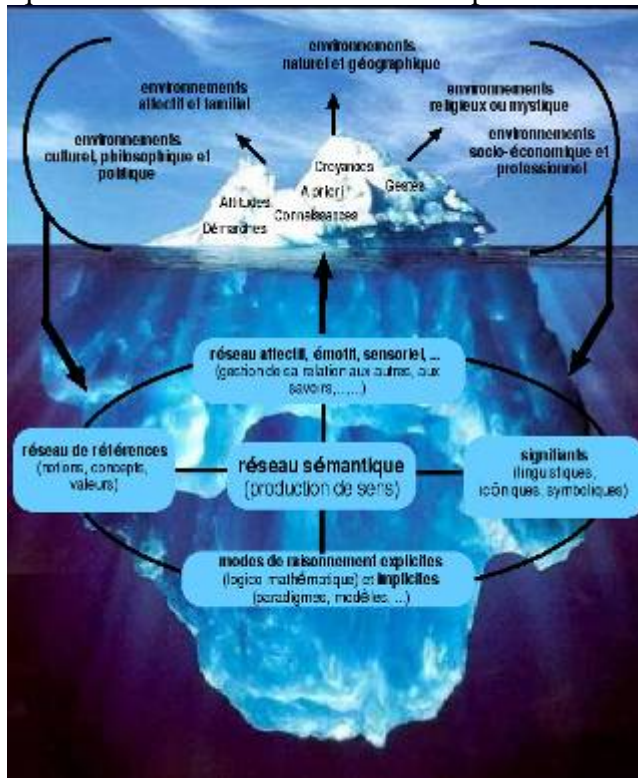 environnements
naturel et géographique
environnements
affectif et familial
environnements
religieux ou mystique
environnements
culturel, philosophique et
politique
environnements
socio-économique et
professionnel
Croyances
A priori
Gestes
Attitudes
Connaissances
Démarches
réseau affectif, émotif, sensoriel, ...
(gestion de sa relation aux autres, aux
savoirs,...,...)
réseau de références
(notions, concepts,
valeurs)
réseau sémantique
(production de sens)
signifiants
(linguistiques,
icôniques, symboliques)
modes de raisonnement explicites
(logico mathématique) et implicites
(paradigmes, modèles, ...)